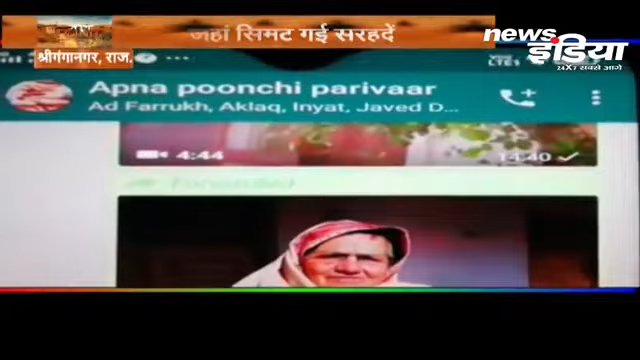 जहां सिमट गई सरहदें
news
इंडिया
24X7 सबसे आगे
श्रीगंगानगर, राज.
LTE1
Apna poonchi parivaar
Ad Farrukh, Aklaq, Inyat, Javed D...
4:44
14:40
Forwarded